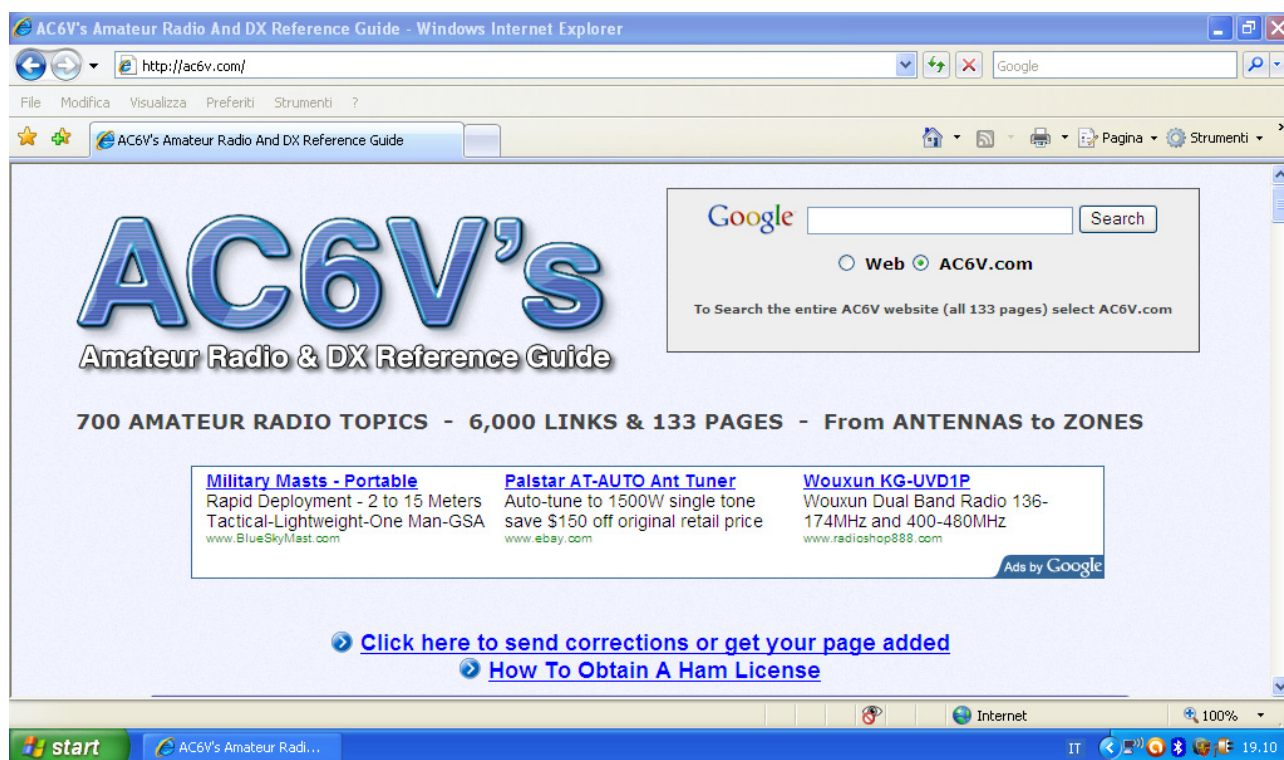 AC6V's Amateur Radio And DX Reference Guide - Windows Internet Explorer
http://ac6v.com/
Google
File Modifica Visualizza Preferiti Strumenti ?
AC6V's Amateur Radio And DX Reference Guide
Pagina Strumenti
AC6V's
Amateur Radio & DX Reference Guide
Google Search
Web AC6V.com
To Search the entire AC6V website (all 133 pages) select AC6V.com
700 AMATEUR RADIO TOPICS - 6,000 LINKS & 133 PAGES - From ANTENNAS to ZONES
Military Masts - Portable
Rapid Deployment - 2 to 15 Meters
Tactical-Lightweight-One Man-GSA
www.BlueSkyMast.com
Palstar AT-AUTO Ant Tuner
Auto-tune to 1500W single tone
save $150 off original retail price
www.ebay.com
Wouxun KG-UVD1P
Wouxun Dual Band Radio 136-
174MHz and 400-480MHz
www.radioshop888.com
Ads by Google
Click here to send corrections or get your page added
How To Obtain A Ham License
Internet 100%
start AC6V's Amateur Radi... IT 19.10